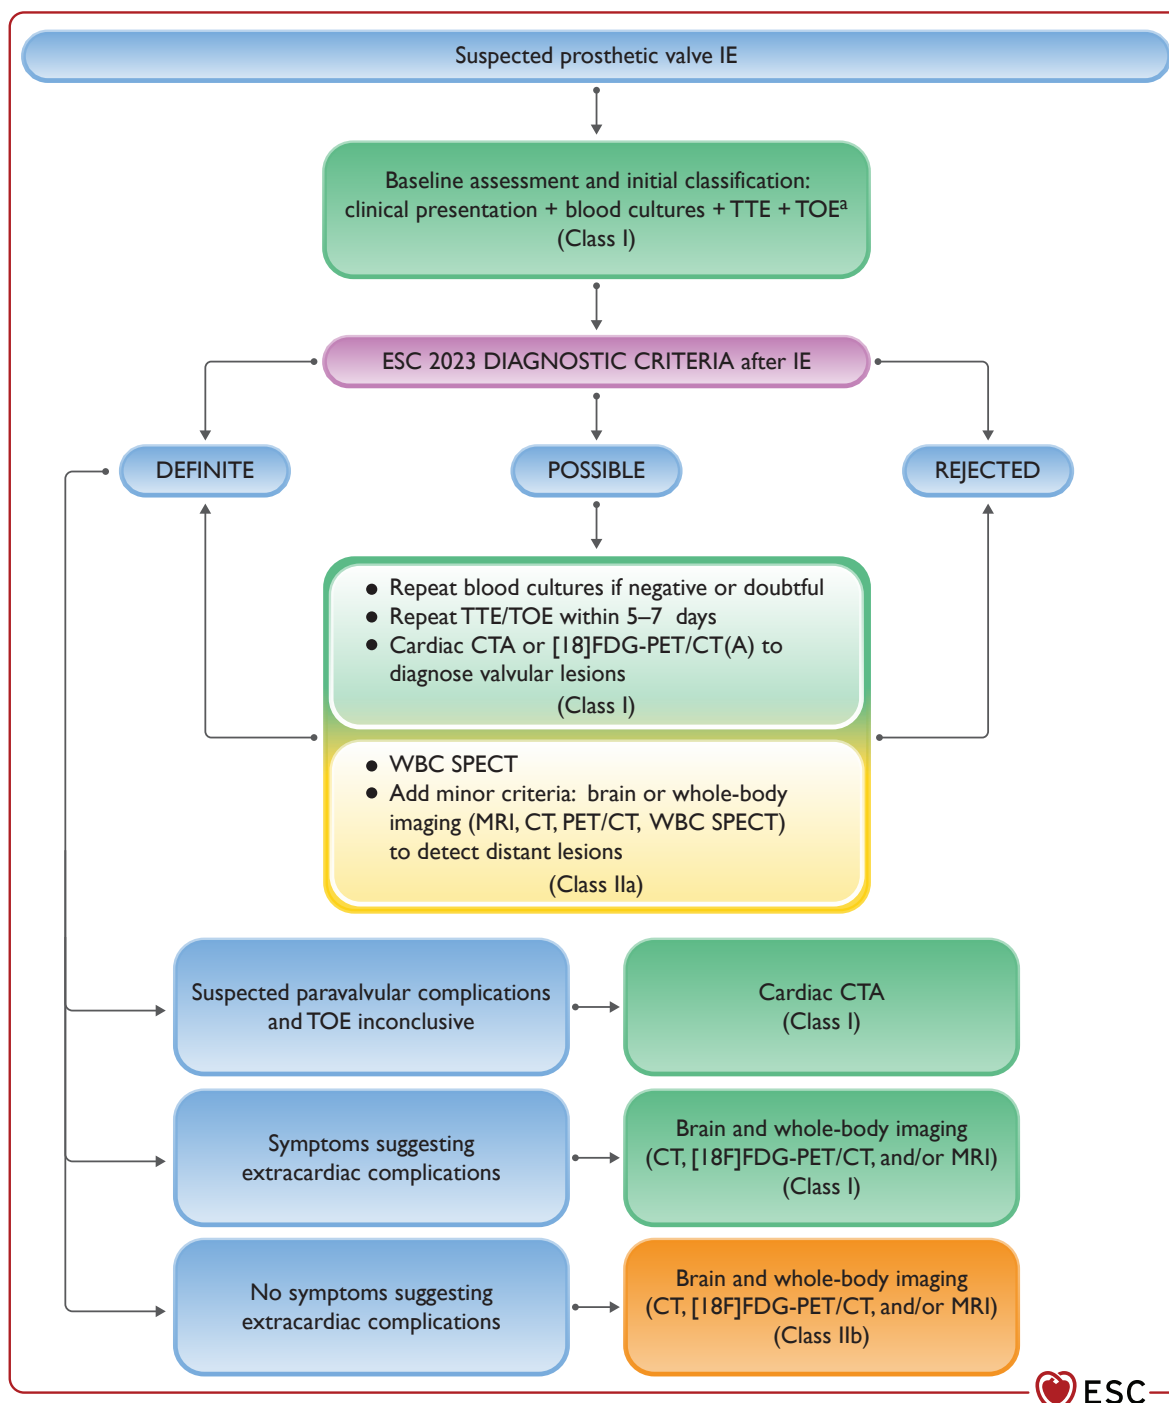 Suspected prosthetic valve IE
Baseline assessment and initial classification:
clinical presentation + blood cultures + TTE + TOEª
(Class I)
ESC 2023 DIAGNOSTIC CRITERIA after IE
DEFINITE
POSSIBLE
REJECTED
● Repeat blood cultures if negative or doubtful
● Repeat TTE/TOE within 5–7 days
● Cardiac CTA or [18]FDG-PET/CT(A) to
diagnose valvular lesions
(Class I)
● WBC SPECT
● Add minor criteria: brain or whole-body
imaging (MRI, CT, PET/CT, WBC SPECT)
to detect distant lesions
(Class IIa)
Suspected paravalvular complications
and TOE inconclusive
Cardiac CTA
(Class I)
Symptoms suggesting
extracardiac complications
Brain and whole-body imaging
(CT, [18F]FDG-PET/CT, and/or MRI)
(Class I)
No symptoms suggesting
extracardiac complications
Brain and whole-body imaging
(CT, [18F]FDG-PET/CT, and/or MRI)
(Class IIb)
ESC